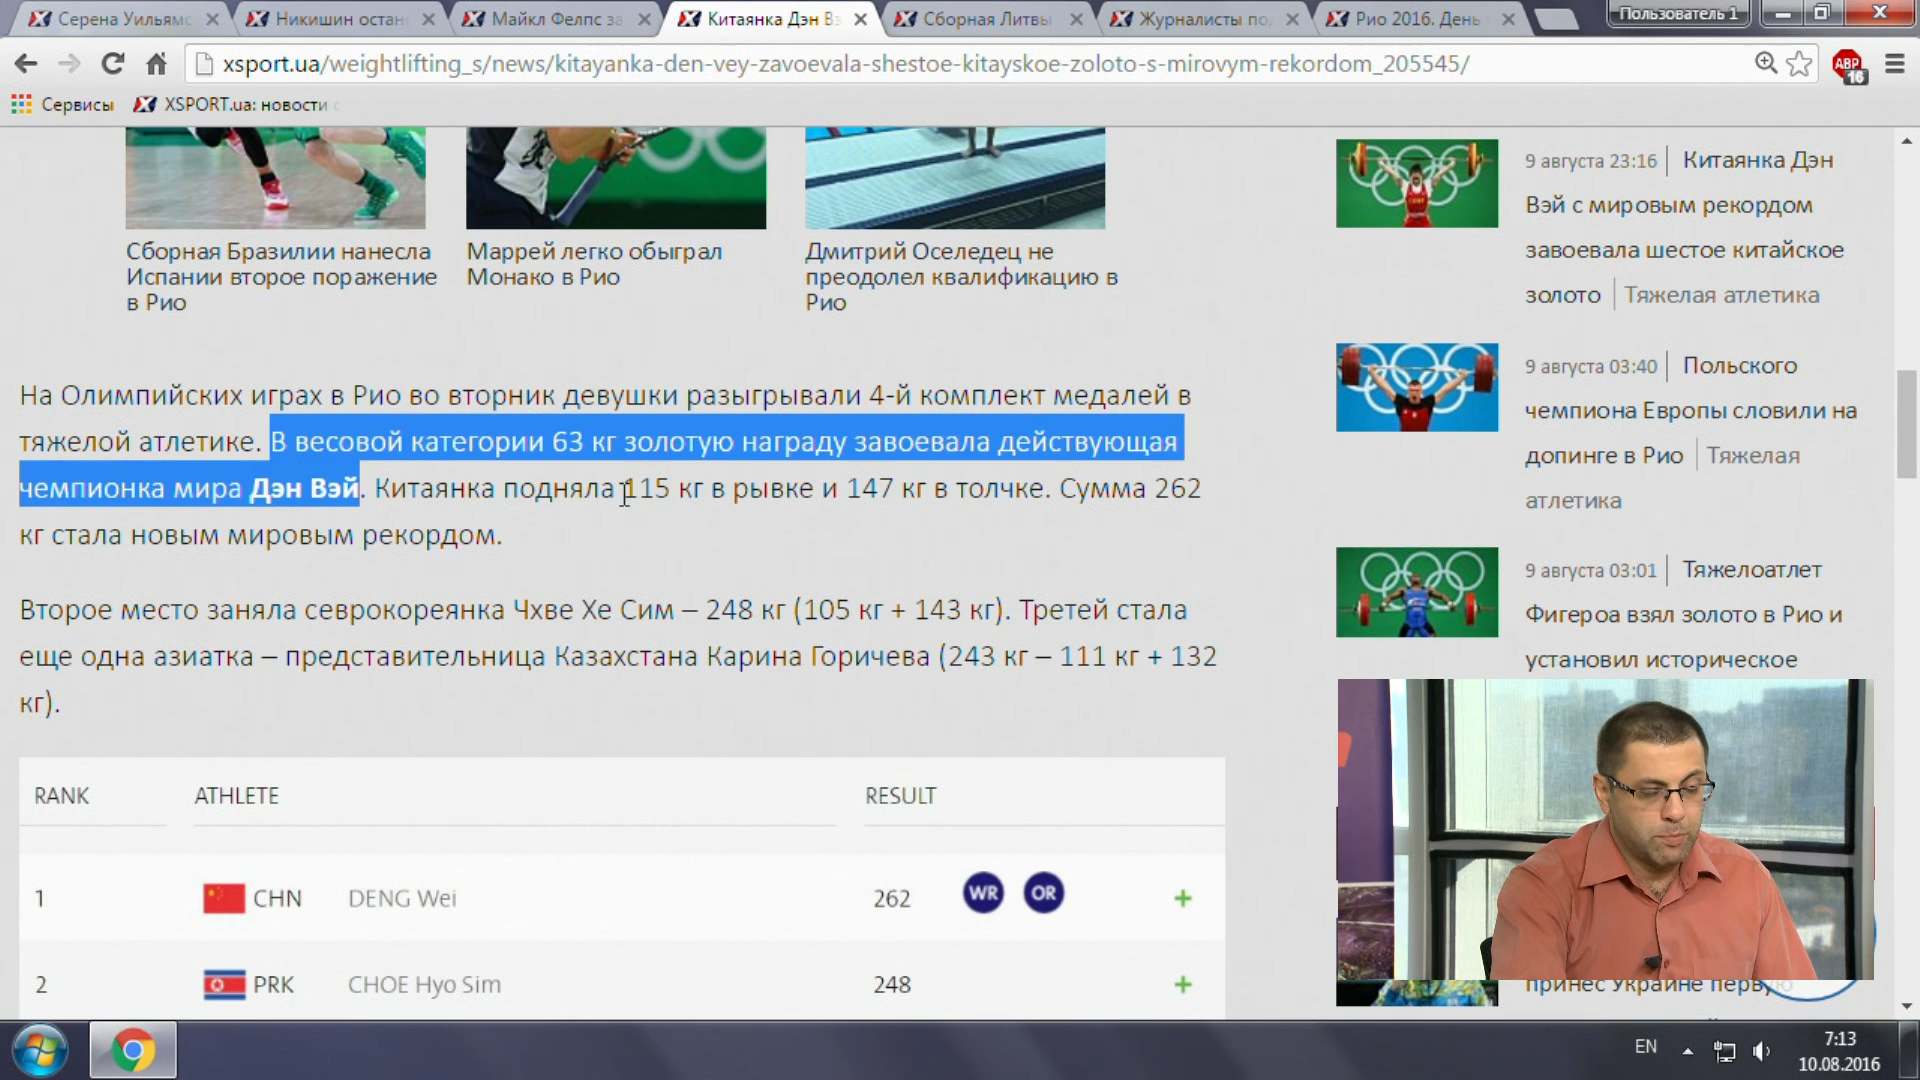 Серена Уильямс
Никишин остан
Майкл Фелпс за
Китаянка Дэн Вэ
Сборная Литвы
Журналисты по
Рио 2016. День
Пользователь 1
xsport.ua/weightlifting_s/news/kitayanka-den-vey-zavoevala-shestoe-kitayskoe-zoloto-s-mirovym-rekordom_205545/
ABP
16
Сервисы
XSPORT.ua: новости с
Сборная Бразилии нанесла
Испании второе поражение
в Рио
Маррей легко обыграл
Монако в Рио
Дмитрий Оселедец не
преодолел квалификацию в
Рио
На Олимпийских играх в Рио во вторник девушки разыгрывали 4-й комплект медалей в
тяжелой атлетике. В весовой категории 63 кг золотую награду завоевала действующая
чемпионка мира Дэн Вэй. Китаянка подняла 115 кг в рывке и 147 кг в толчке. Сумма 262
кг стала новым мировым рекордом.
Второе место заняла севрокореянка Чхве Хе Сим – 248 кг (105 кг + 143 кг). Третей стала
еще одна азиатка – представительница Казахстана Карина Горичева (243 кг – 111 кг + 132
кг).
RANK ATHLETE RESULT
1 CHN DENG Wei 262 WR OR +
2 PRK CHOE Hyo Sim 248 +
9 августа 23:16 Китаянка Дэн
Вэй с мировым рекордом
завоевала шестое китайское
золото Тяжелая атлетика
9 августа 03:40 Польского
чемпиона Европы словили на
допинге в Рио Тяжелая
атлетика
9 августа 03:01 Тяжелоатлет
Фигероа взял золото в Рио и
установил историческое
принес Украине первую
EN
7:13
10.08.2016